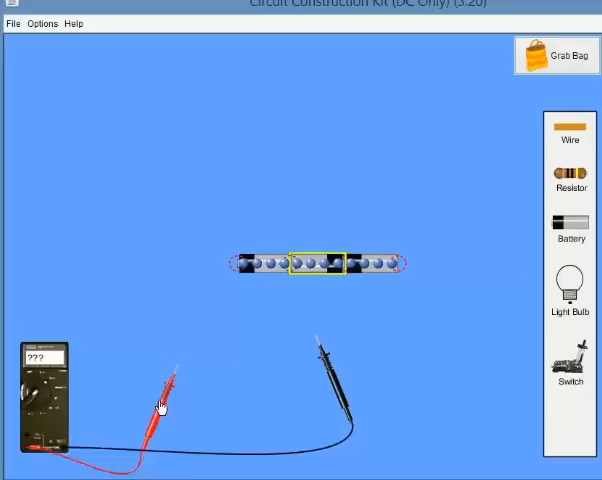 Circuit Construction Kit (DC Only) (3.20)
File Options Help
Grab Bag
Wire
Resistor
Battery
Light Bulb
Switch
???